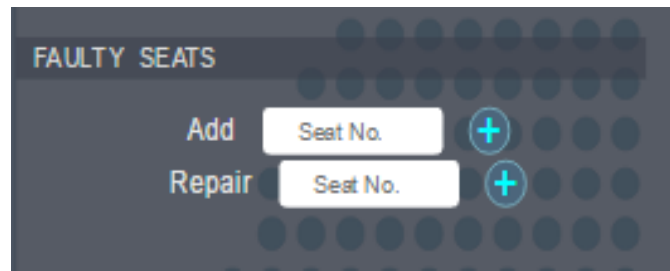 FAULTY SEATS
Add Seat No. +
Repair Seat No. +